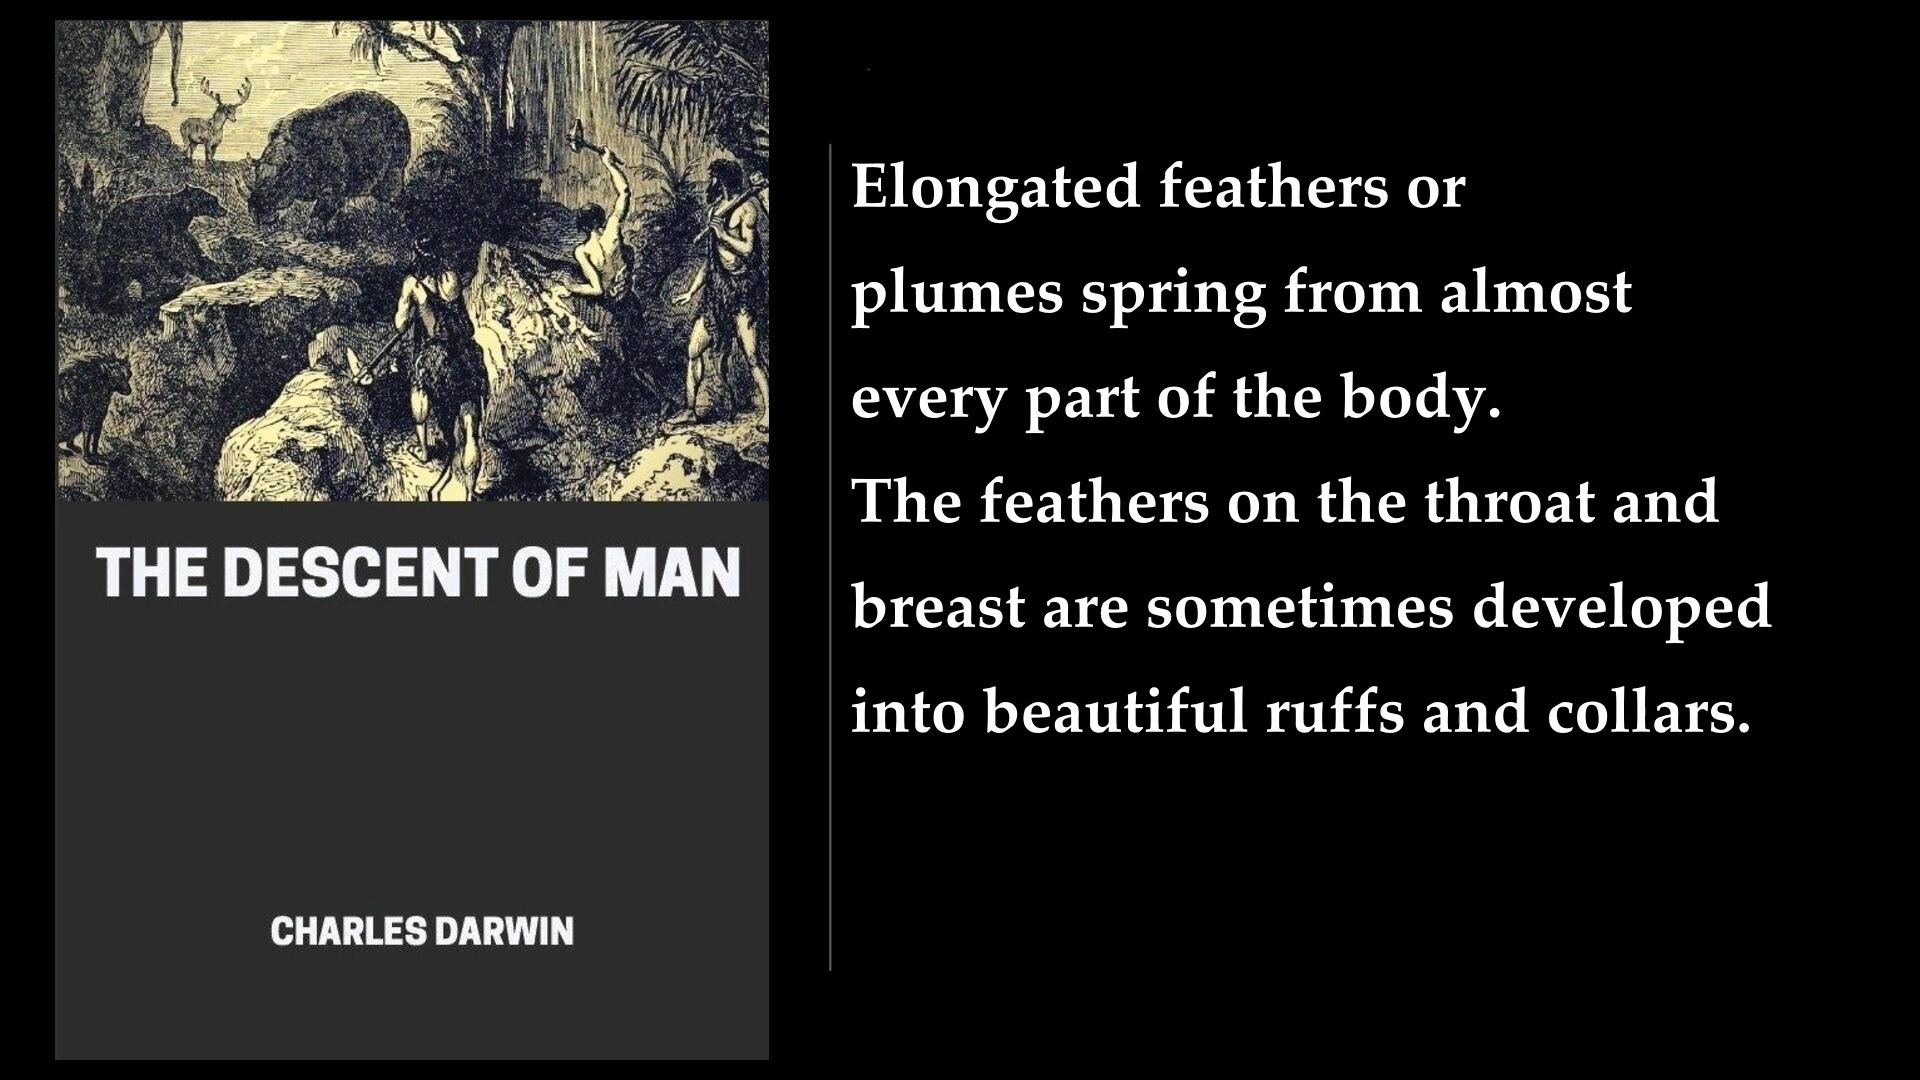 THE DESCENT OF MAN
CHARLES DARWIN
Elongated feathers or
plumes spring from almost
every part of the body.
The feathers on the throat and
breast are sometimes developed
into beautiful ruffs and collars.